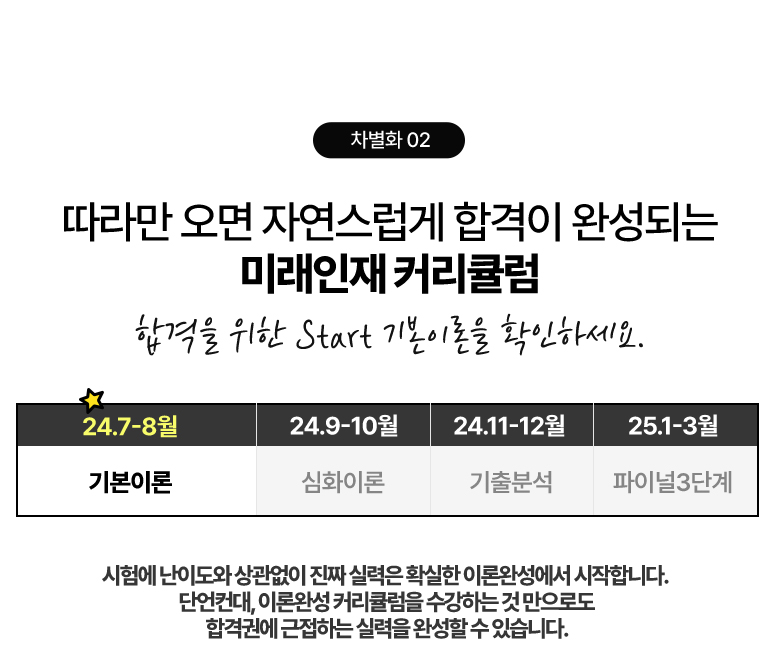 차별화 02
따라만 오면 자연스럽게 합격이 완성되는
미래인재 커리큘럼
합격을 위한 Start 기본이론을 확인하세요.
24.7-8월 24.9-10월 24.11-12월 25.1-3월
기본이론 심화이론 기출분석 파이널3단계
시험에 난이도와 상관없이 진짜 실력은 확실한 이론완성에서 시작합니다.
단언컨대, 이론완성 커리큘럼을 수강하는 것 만으로도
합격권에 근접하는 실력을 완성할 수 있습니다.